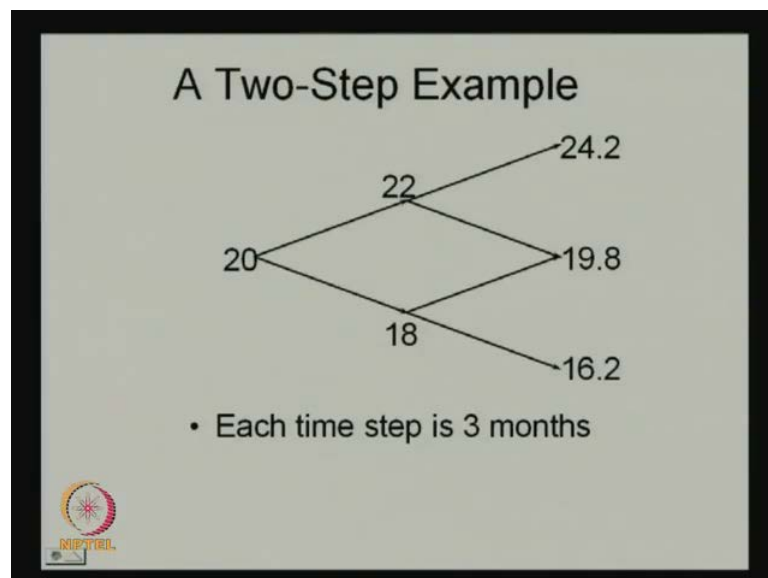 A Two-Step Example
24.2
22
20
19.8
18
16.2
• Each time step is 3 months
NPTEL